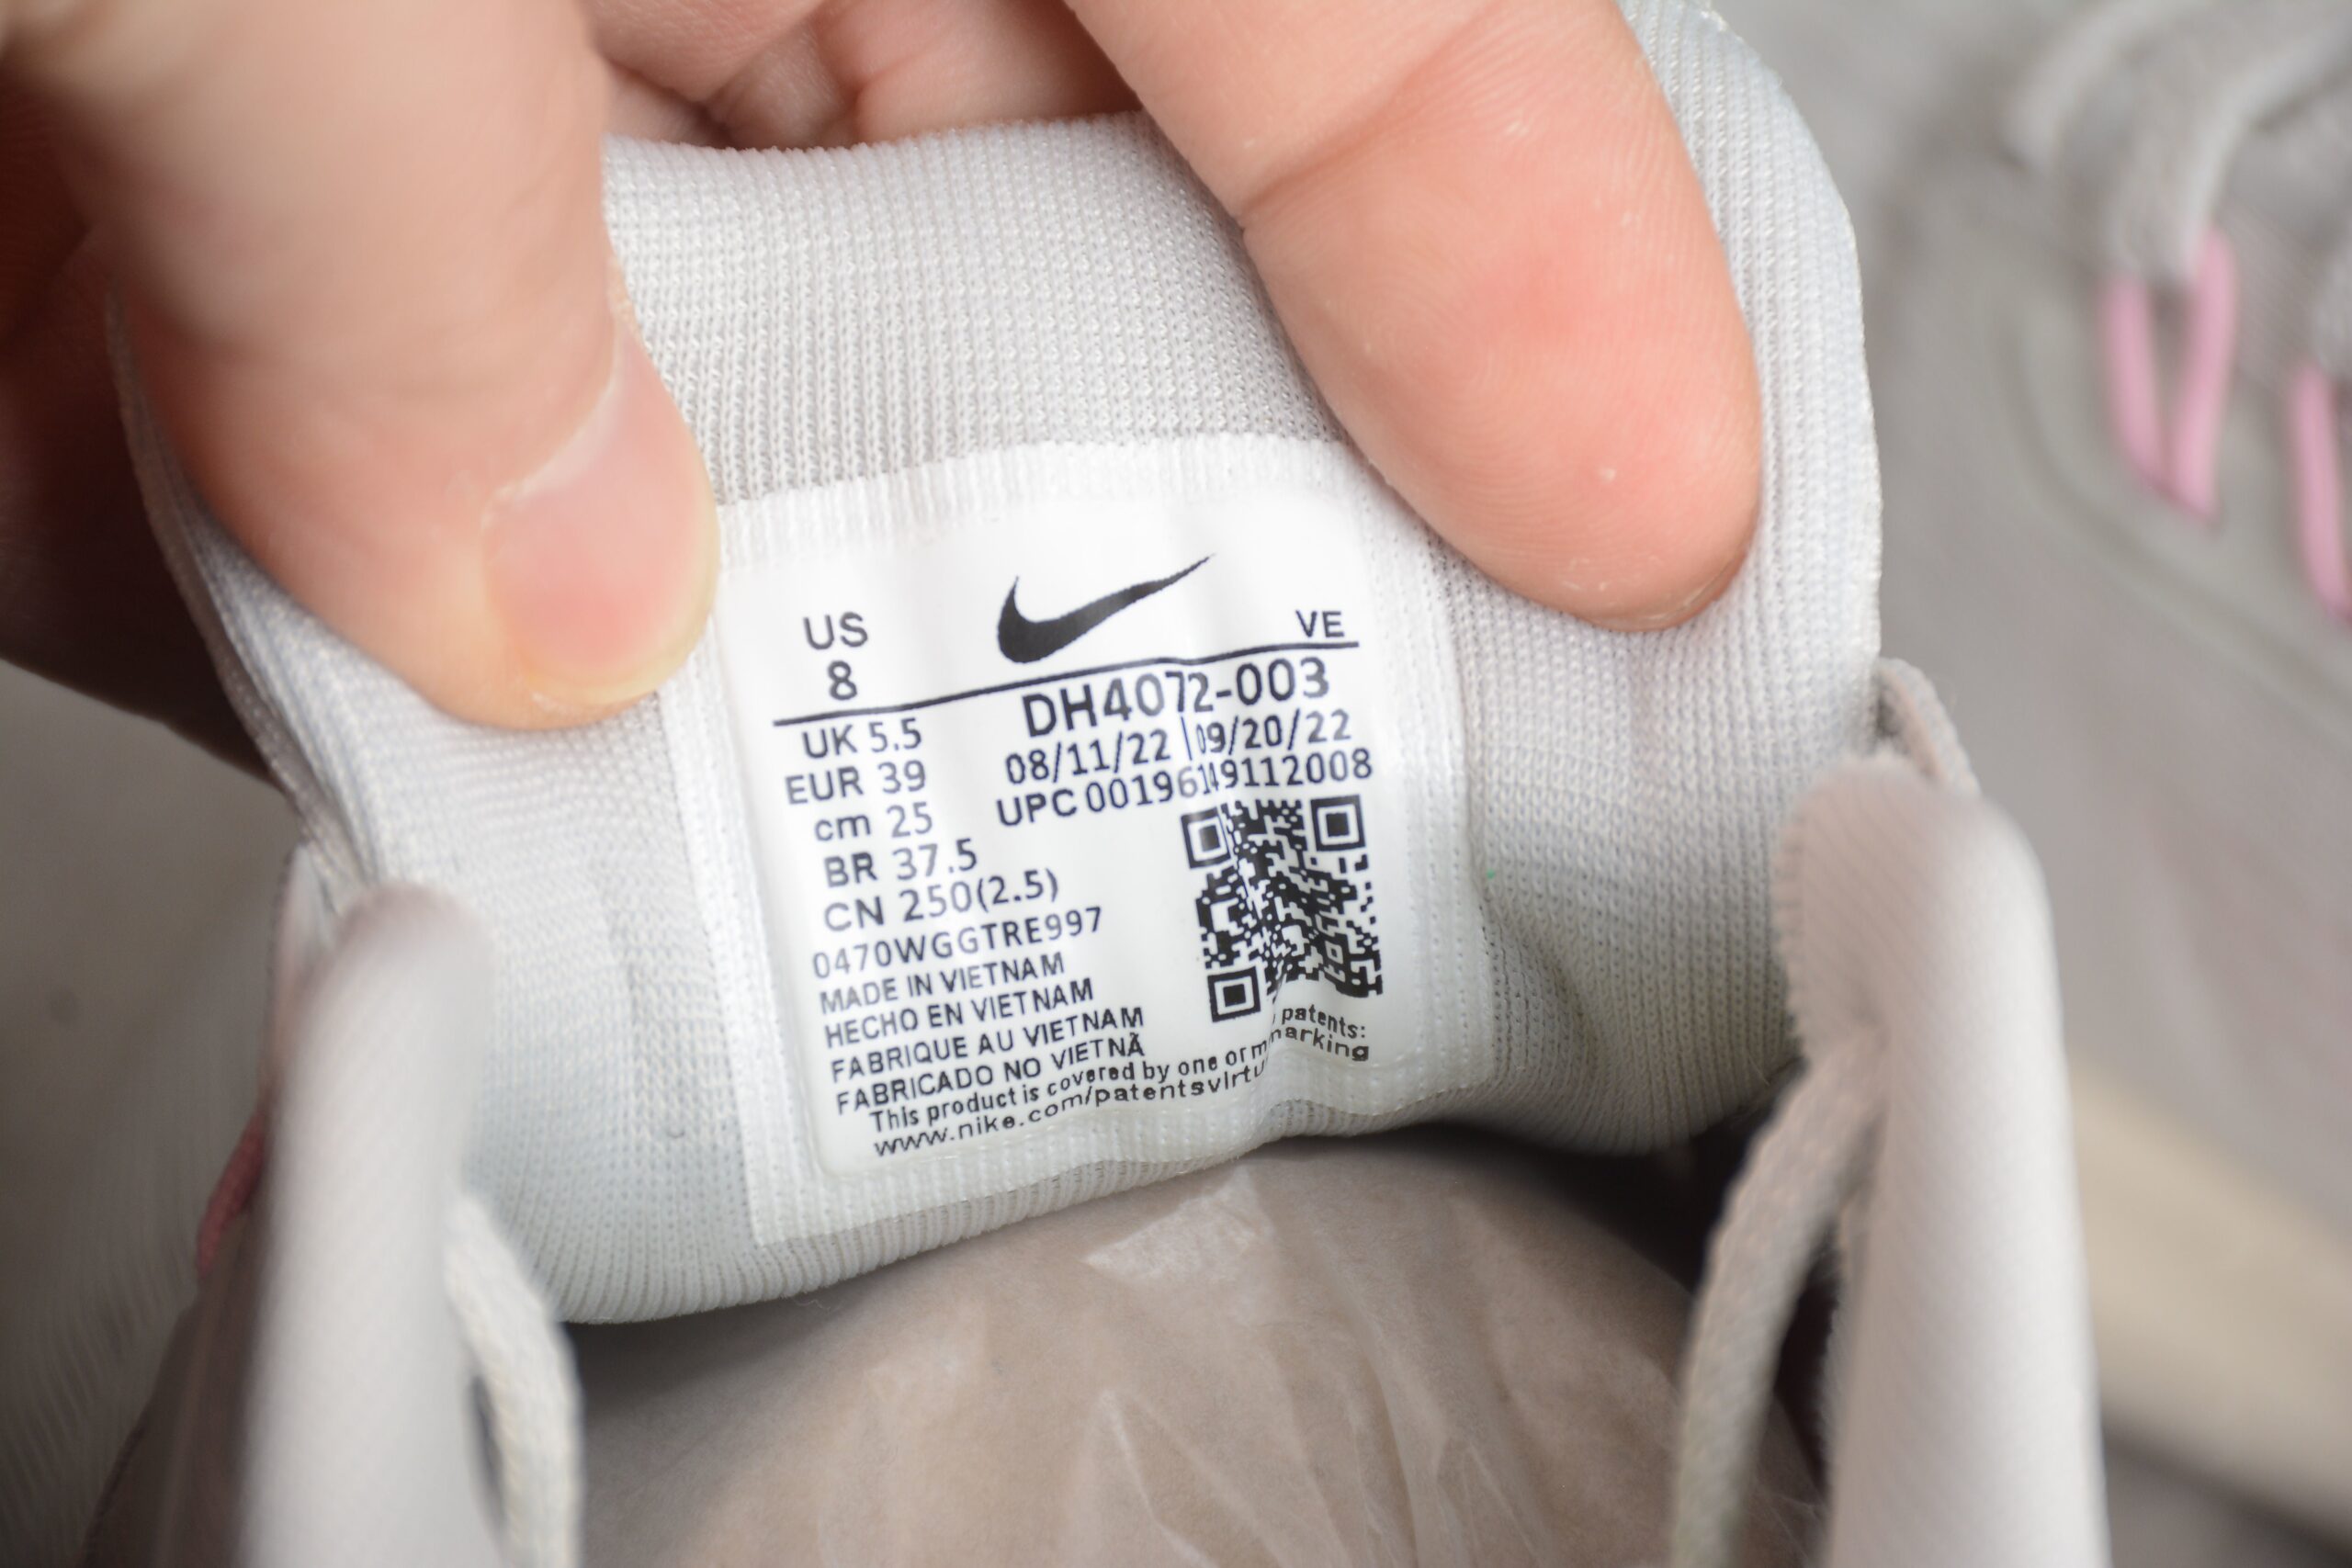 US
8
VE
DH4072-003
UK 5.5
08/11/22 09/20/22
EUR 39
UPC 00196149112008
cm 25
BR 37.5
CN 250(2.5)
0470WGGTRE997
MADE IN VIETNAM
HECHO EN VIETNAM
FABRIQUE AU VIETNAM
FABRICADO NO VIETNÃ
This product is covered by one or patents:
www.nike.com/patentsvirtu marking